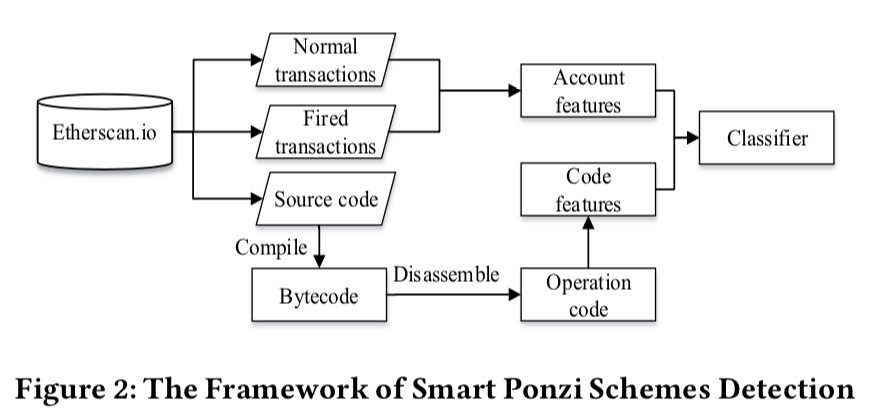 Etherscan.io
Normal
transactions
Fired
transactions
Source code
Compile
Bytecode
Disassemble
Operation
code
Code
features
Account
features
Classifier
Figure 2: The Framework of Smart Ponzi Schemes Detection